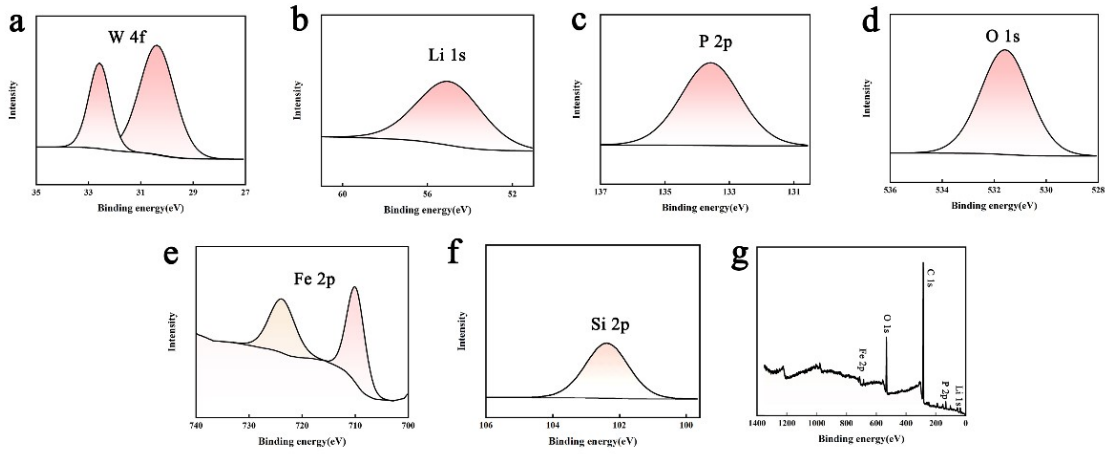 a
W 4f
Intensity
35 33 31 29 27
Binding energy(eV)
b
Li 1s
Intensity
60 56 52
Binding energy(eV)
c
P 2p
Intensity
137 135 133 131
Binding energy(eV)
d
O 1s
Intensity
536 534 532 530 528
Binding energy(eV)
e
Fe 2p
Intensity
740 730 720 710 700
Binding energy(eV)
f
Si 2p
Intensity
106 104 102 100
Binding energy(eV)
g
Intensity
Fe 2p
O 1s
C 1s
P 2p
Li 1s
1400 1200 1000 800 600 400 200 0
Binding energy(eV)